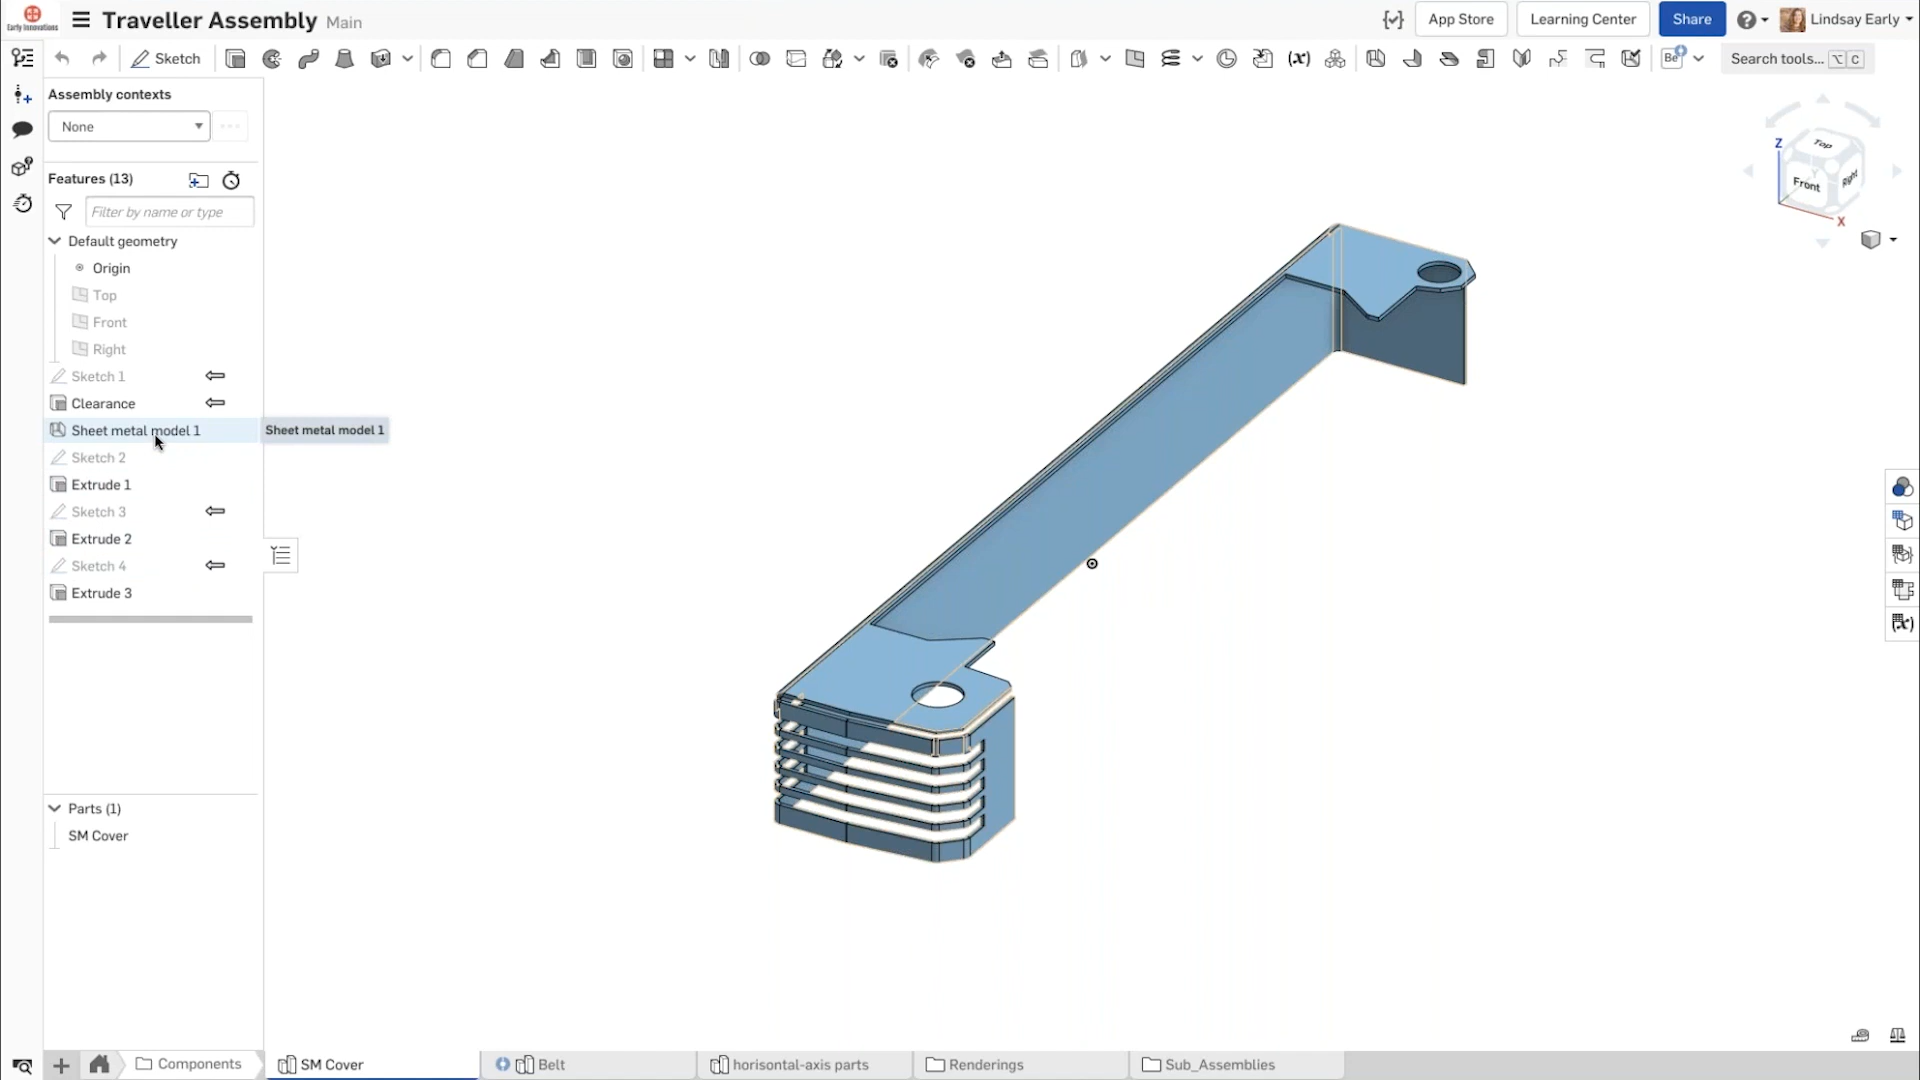 Early Innovations
Traveller Assembly Main
App Store
Learning Center
Share
Lindsay Early
Sketch
(x)
Be
Search tools... ⌥ C
Assembly contexts
None
Features (13)
Filter by name or type
Default geometry
Origin
Top
Front
Right
Sketch 1
Clearance
Sheet metal model 1
Sheet metal model 1
Sketch 2
Extrude 1
Sketch 3
Extrude 2
Sketch 4
Extrude 3
Parts (1)
SM Cover
Z
Top
Front
Right
X
(x)
Components
SM Cover
Belt
horisontal-axis parts
Renderings
Sub_Assemblies